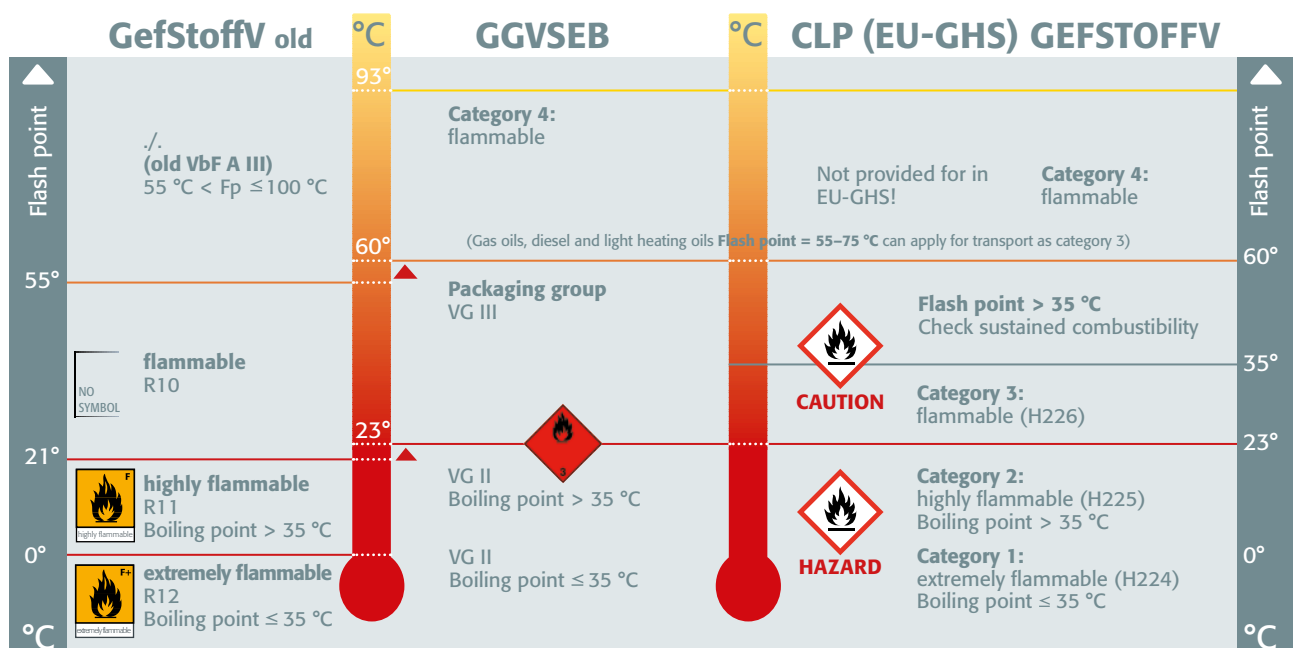 GefStoffV old
°C
GGVSEB
°C
CLP (EU-GHS) GEFSTOFFV
Flash point
55°
21°
0°
°C
./.
(old VbF A III)
55 °C < Fp ≤ 100 °C
NO
SYMBOL
flammable
R10
F
highly flammable
highly flammable
R11
Boiling point > 35 °C
F+
extremely flammable
extremely flammable
R12
Boiling point ≤ 35 °C
93°
60°
23°
Category 4:
flammable
(Gas oils, diesel and light heating oils Flash point = 55–75 °C can apply for transport as category 3)
Packaging group
VG III
3
VG II
Boiling point > 35 °C
VG II
Boiling point ≤ 35 °C
Not provided for in
EU-GHS!
Category 4:
flammable
Flash point > 35 °C
Check sustained combustibility
CAUTION
Category 3:
flammable (H226)
HAZARD
Category 2:
highly flammable (H225)
Boiling point > 35 °C
Category 1:
extremely flammable (H224)
Boiling point ≤ 35 °C
Flash point
60°
35°
23°
0°
°C